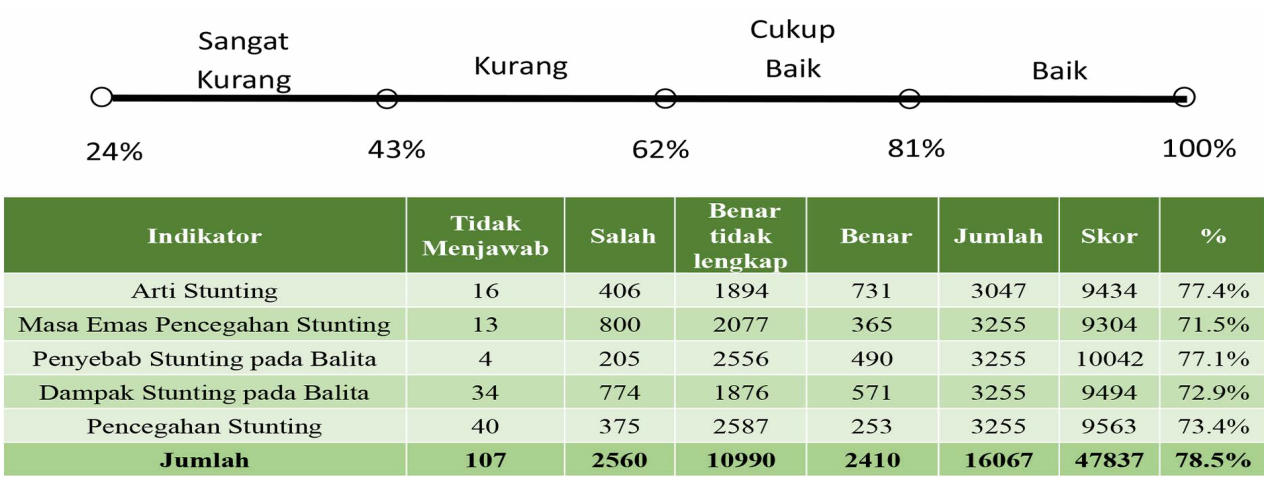 Sangat
Kurang
Kurang
Cukup
Baik
Baik
24% 43% 62% 81% 100%
Indikator Tidak Menjawab Salah Benar tidak lengkap Benar Jumlah Skor %
Arti Stunting 16 406 1894 731 3047 9434 77.4%
Masa Emas Pencegahan Stunting 13 800 2077 365 3255 9304 71.5%
Penyebab Stunting pada Balita 4 205 2556 490 3255 10042 77.1%
Dampak Stunting pada Balita 34 774 1876 571 3255 9494 72.9%
Pencegahan Stunting 40 375 2587 253 3255 9563 73.4%
Jumlah 107 2560 10990 2410 16067 47837 78.5%